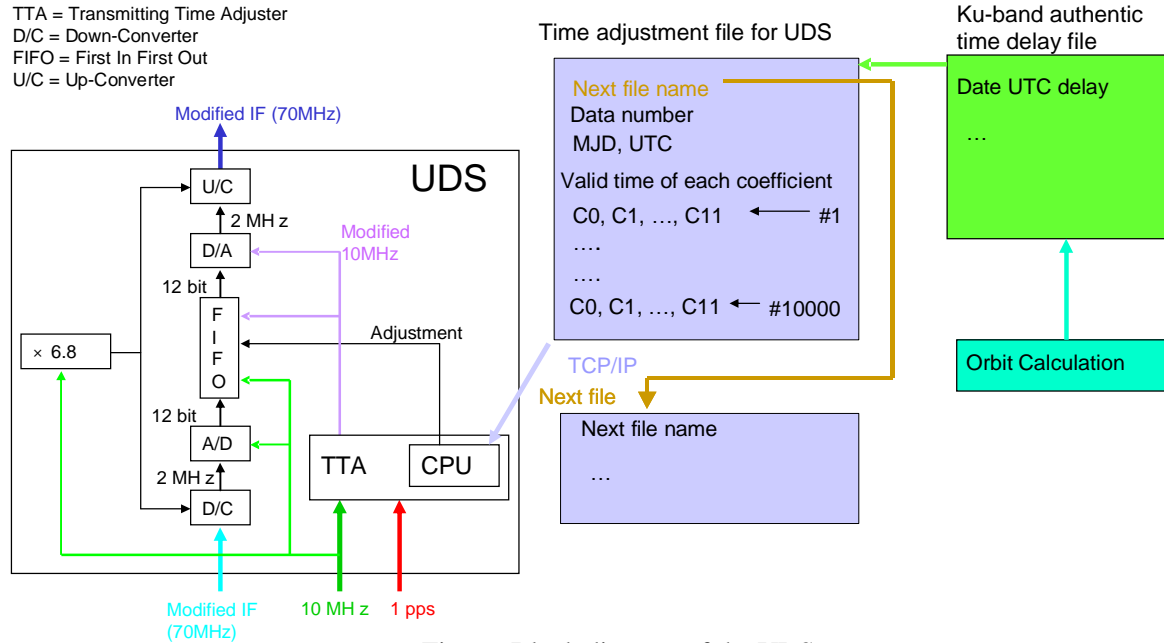 TTA = Transmitting Time Adjuster
D/C = Down-Converter
FIFO = First In First Out
U/C = Up-Converter
Modified IF (70MHz)
UDS
U/C
2 MH z
D/A
Modified
10MHz
12 bit
F
I
F
O
Adjustment
× 6.8
12 bit
A/D
2 MH z
D/C
TTA
CPU
Modified IF
(70MHz)
10 MH z
1 pps
Time adjustment file for UDS
Next file name
Data number
MJD, UTC
Valid time of each coefficient
C0, C1, …, C11
#1
….
….
C0, C1, …, C11
#10000
TCP/IP
Next file
Next file name
…
Ku-band authentic
time delay file
Date UTC delay
…
Orbit Calculation